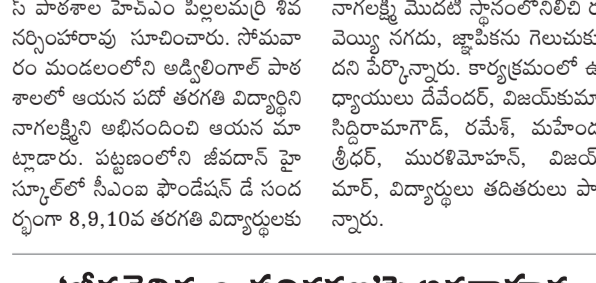 స్ పాఠశాల హెచ్ఎం పిల్లలమర్రి శివ
నర్సింహారావు సూచించారు. సోమవా
రం మండలంలోని అడ్విలింగాల్ పాఠ
శాలలో ఆయన పదో తరగతి విద్యార్థిని
నాగలక్ష్మిని అభినందించి ఆయన మా
ట్లాడారు. పట్టణంలోని జీవదాన్ హై
స్కూల్‌లో సీఎంఐ ఫౌండేషన్ డే సంద
ర్భంగా 8,9,10వ తరగతి విద్యార్థులకు
నాగలక్ష్మి మొదటి స్థానంలోనిలిచి
వెయ్యి నగదు, జ్ఞాపికను గెలుచుకు
దని పేర్కొన్నారు. కార్యక్రమంలో
ధ్యాయులు దేవేందర్, విజయ్‌కుమా
సిద్దిరామాగౌడ్, రమేశ్, మహేంద
శ్రీధర్, మురళిమోహన్, విజయ్
మార్, విద్యార్థులు తదితరులు పా
న్నారు.